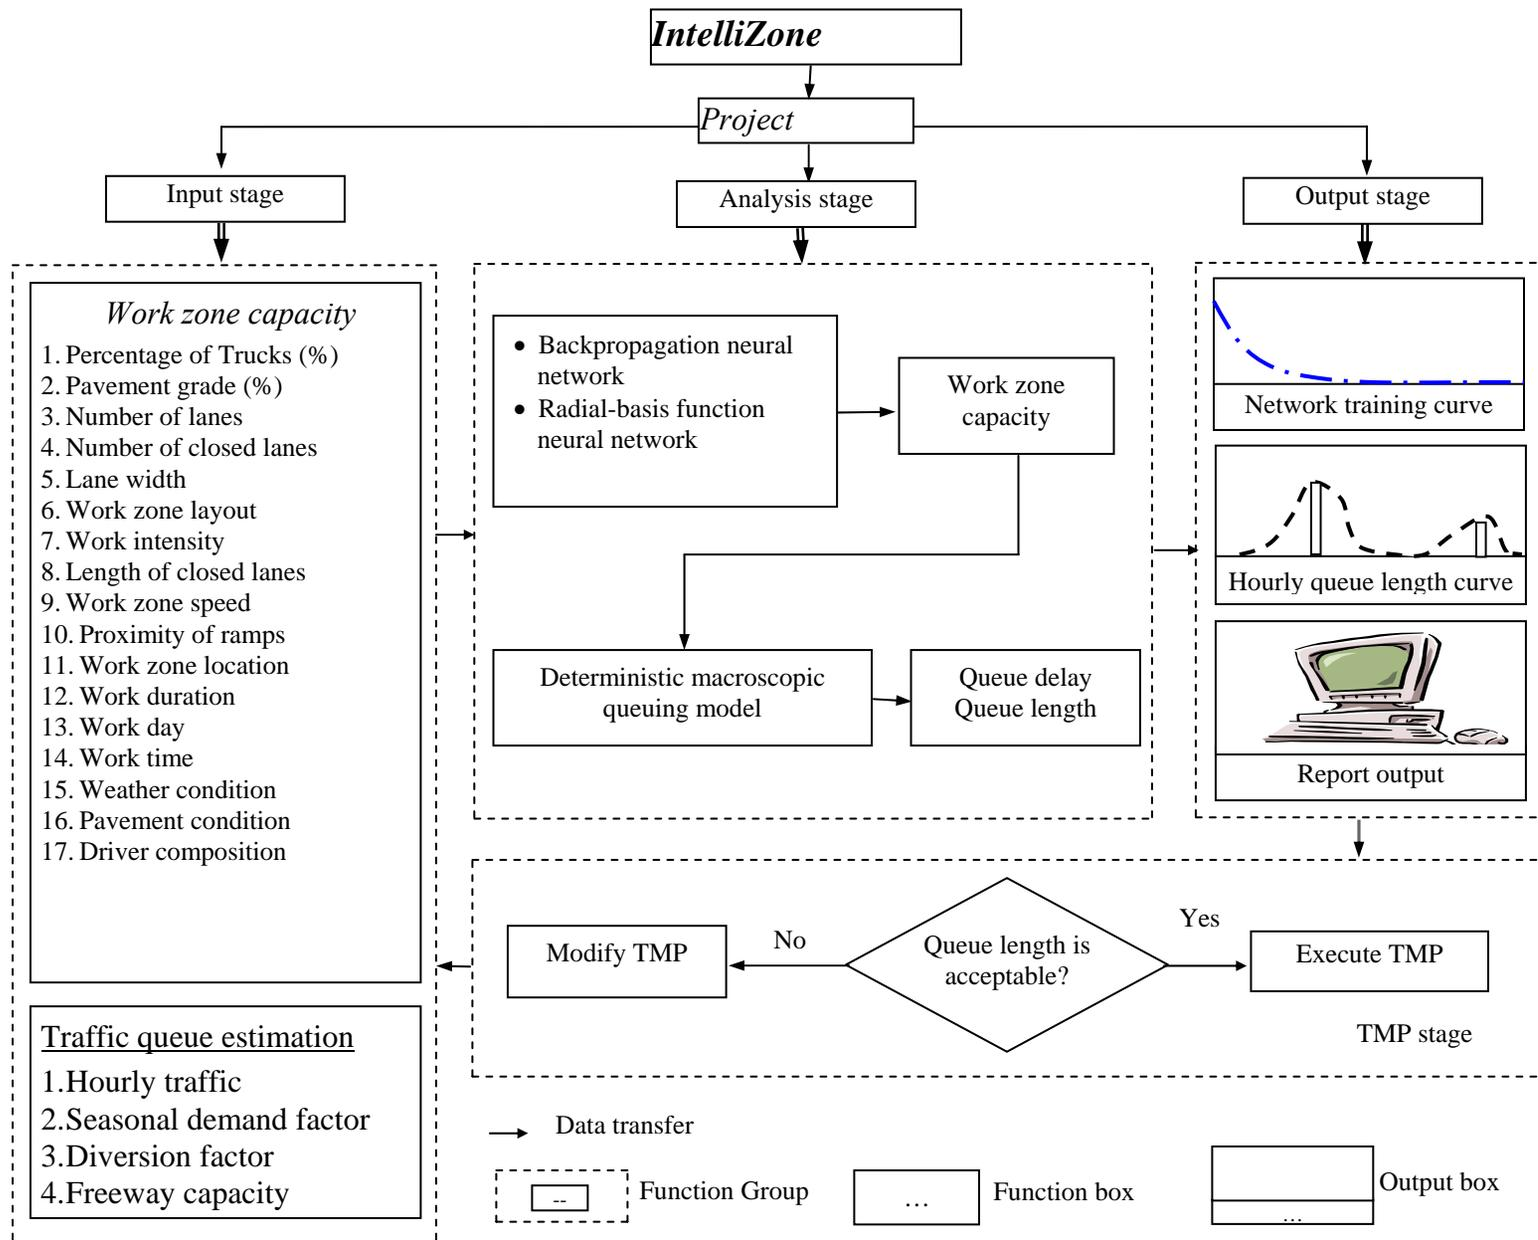 IntelliZone
Project
Input stage
Analysis stage
Output stage
Work zone capacity
1. Percentage of Trucks (%)
2. Pavement grade (%)
3. Number of lanes
4. Number of closed lanes
5. Lane width
6. Work zone layout
7. Work intensity
8. Length of closed lanes
9. Work zone speed
10. Proximity of ramps
11. Work zone location
12. Work duration
13. Work day
14. Work time
15. Weather condition
16. Pavement condition
17. Driver composition
Traffic queue estimation
1.Hourly traffic
2.Seasonal demand factor
3.Diversion factor
4.Freeway capacity
• Backpropagation neural
network
• Radial-basis function
neural network
Work zone
capacity
Deterministic macroscopic
queuing model
Queue delay
Queue length
Network training curve
Hourly queue length curve
Report output
Modify TMP
No
Queue length is
acceptable?
Yes
Execute TMP
TMP stage
Data transfer
--
Function Group
…
Function box
…
Output box